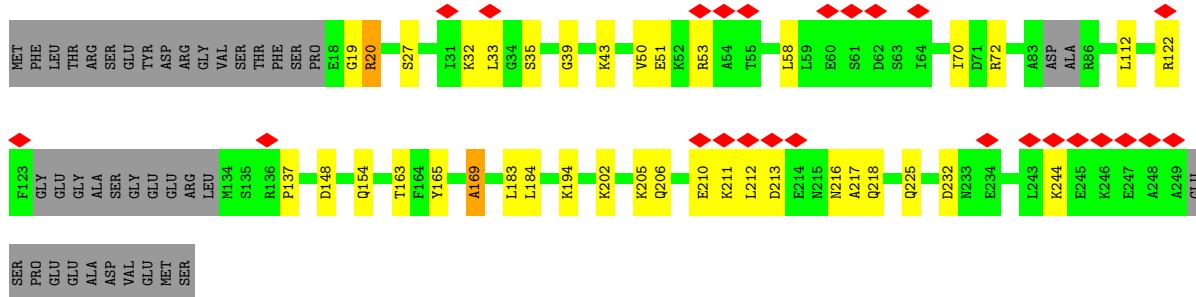 MET PHE LEU THR ARG SER GLU TYR ASP ARG GLY VAL SER THR PHE SER PRO E18 G19 R20 S27 I31 K32 L33 G34 S35 G39 K43 V50 E51 K52 R53 A54 T55 L58 L59 E60 S61 D62 S63 I64 I70 D71 R72 A83 ASP ALA R86 L112 R122
F123 GLY GLU GLY ALA SER GLY GLU GLU ARG LEU M134 S135 R136 P137 D148 Q154 T163 F164 Y165 A169 L183 L184 K194 K202 K205 Q206 E210 K211 L212 D213 E214 N215 N216 A217 Q218 Q225 D232 N233 E234 L243 K244 E245 K246 E247 A248 A249 GLU
SER PRO GLU GLU ALA ASP VAL GLU MET SER